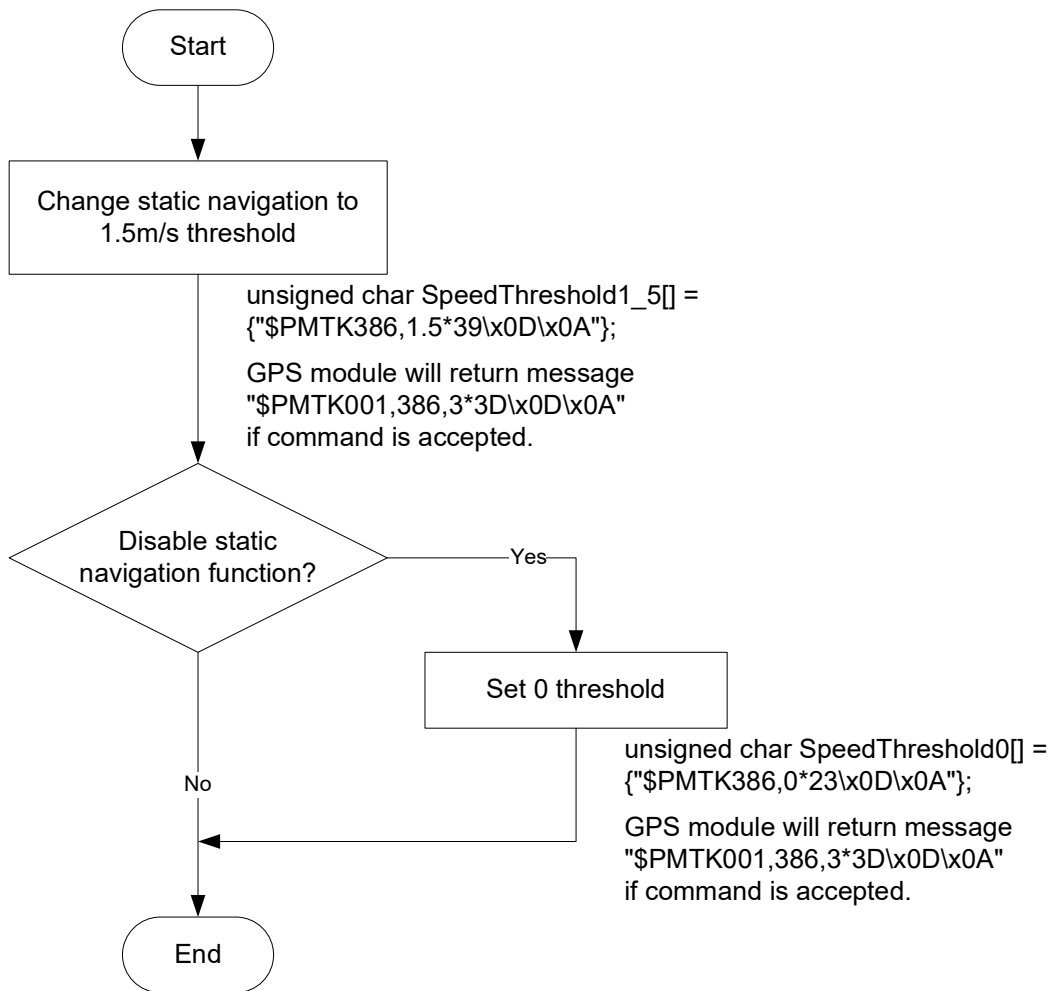 Start
Change static navigation to
1.5m/s threshold
unsigned char SpeedThreshold1_5[] =
{"$PMTK386,1.5*39\x0D\x0A"};
GPS module will return message
"$PMTK001,386,3*3D\x0D\x0A"
if command is accepted.
Disable static
navigation function?
Yes
Set 0 threshold
unsigned char SpeedThreshold0[] =
{"$PMTK386,0*23\x0D\x0A"};
No
GPS module will return message
"$PMTK001,386,3*3D\x0D\x0A"
if command is accepted.
End